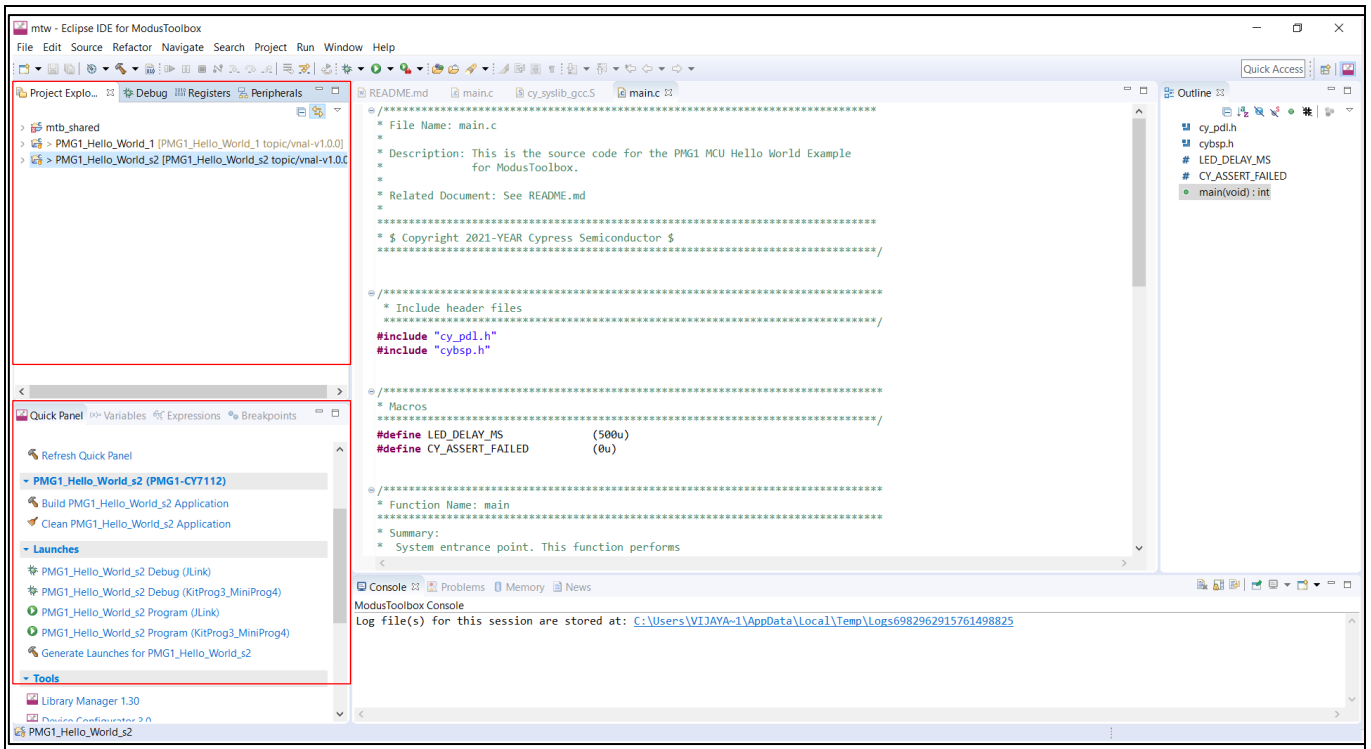 mtw - Eclipse IDE for ModusToolbox
File Edit Source Refactor Navigate Search Project Run Window Help
Quick Access
Project Explo... Debug Registers Peripherals
mtb_shared
> PMG1_Hello_World_1 [PMG1_Hello_World_1 topic/vnal-v1.0.0]
> PMG1_Hello_World_s2 [PMG1_Hello_World_s2 topic/vnal-v1.0.0
Quick Panel Variables Expressions Breakpoints
Refresh Quick Panel
PMG1_Hello_World_s2 (PMG1-CY7112)
Build PMG1_Hello_World_s2 Application
Clean PMG1_Hello_World_s2 Application
Launches
PMG1_Hello_World_s2 Debug (JLink)
PMG1_Hello_World_s2 Debug (KitProg3_MiniProg4)
PMG1_Hello_World_s2 Program (JLink)
PMG1_Hello_World_s2 Program (KitProg3_MiniProg4)
Generate Launches for PMG1_Hello_World_s2
Tools
Library Manager 1.30
Device Configurator 3.0
README.md main.c cy_syslib_gcc.S main.c
/******************************************************************************
* File Name: main.c
*
* Description: This is the source code for the PMG1 MCU Hello World Example
* for ModusToolbox.
*
* Related Document: See README.md
*
*******************************************************************************
* $ Copyright 2021-YEAR Cypress Semiconductor $
*******************************************************************************/
/*******************************************************************************
* Include header files
******************************************************************************/
#include "cy_pdl.h"
#include "cybsp.h"
/*******************************************************************************
* Macros
*******************************************************************************/
#define LED_DELAY_MS (500u)
#define CY_ASSERT_FAILED (0u)
/*******************************************************************************
* Function Name: main
********************************************************************************
* Summary:
* System entrance point. This function performs
Outline
cy_pdl.h
cybsp.h
# LED_DELAY_MS
# CY_ASSERT_FAILED
main(void) : int
Console Problems Memory News
ModusToolbox Console
Log file(s) for this session are stored at: C:\Users\VIJAYA~1\AppData\Local\Temp\Logs6982962915761498825
PMG1_Hello_World_s2